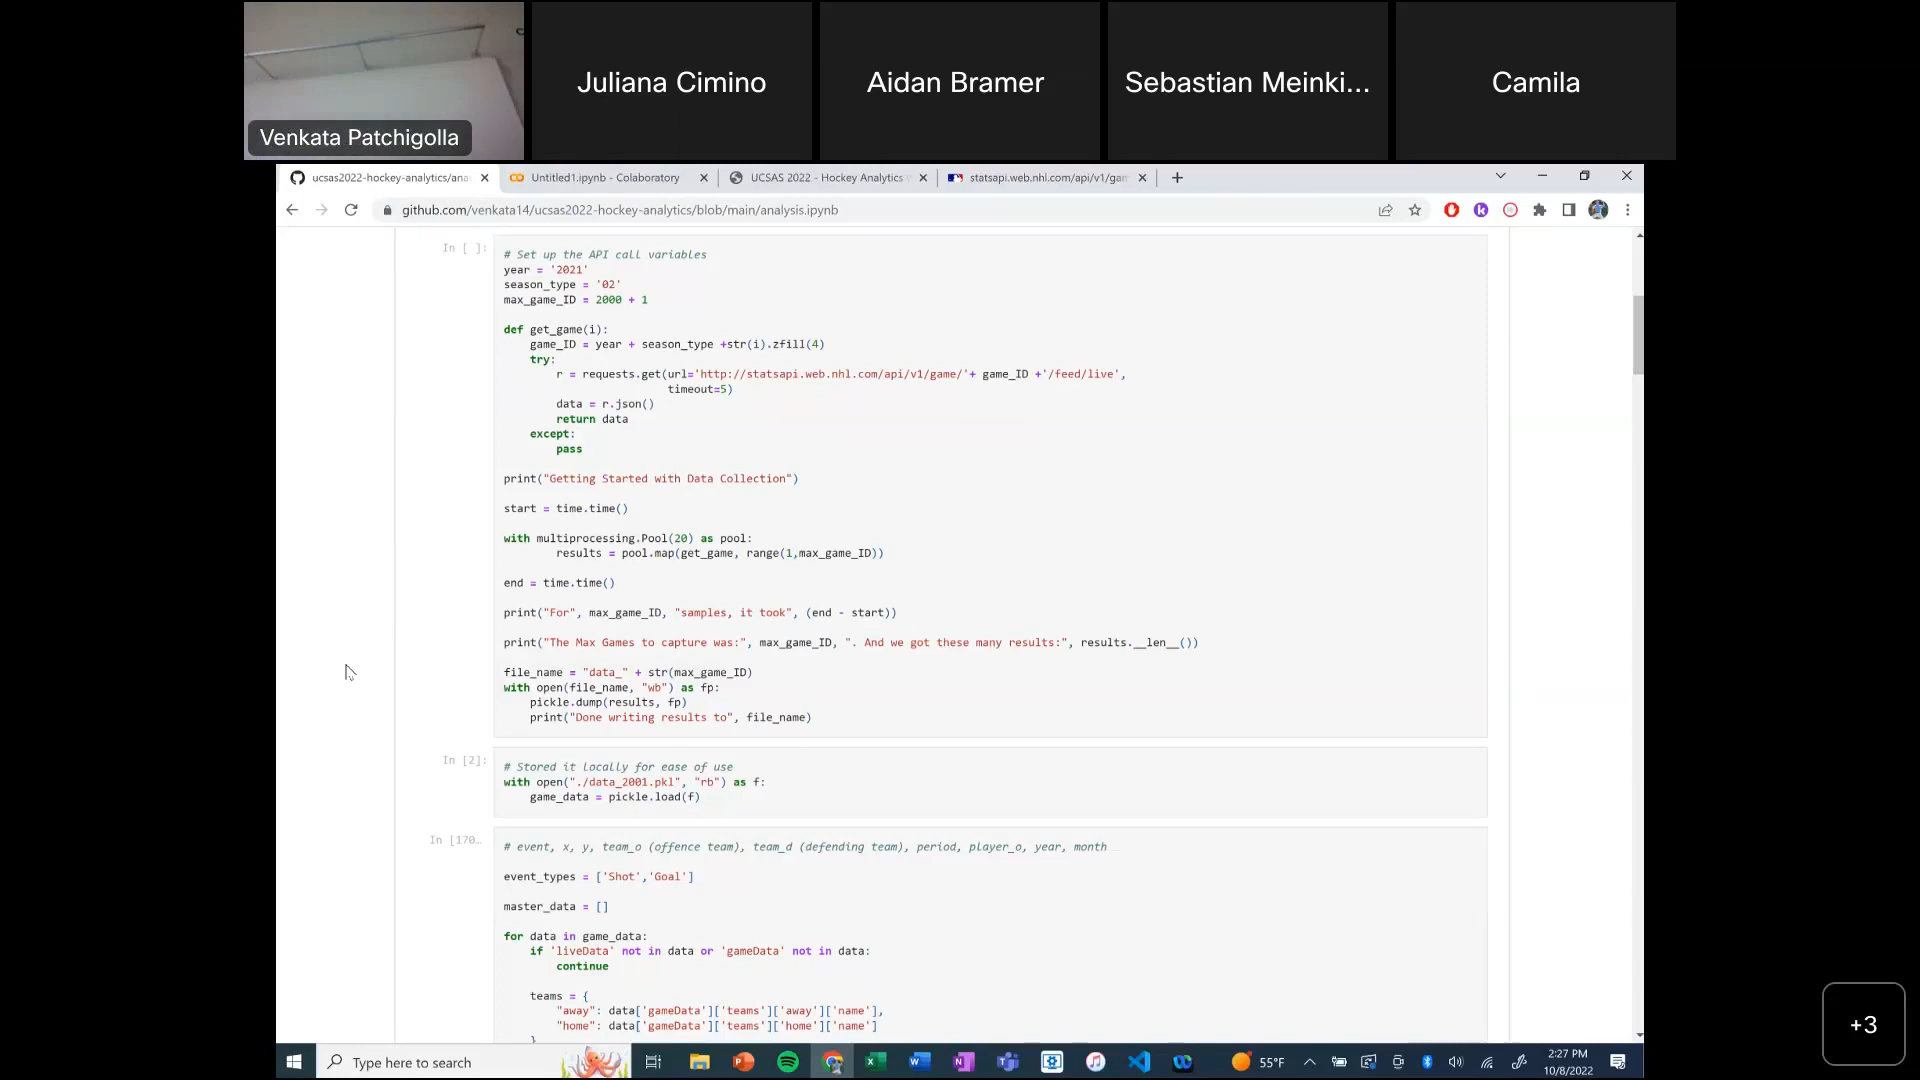 Venkata Patchigolla
Juliana Cimino
Aidan Bramer
Sebastian Meinki...
Camila
ucsas2022-hockey-analytics/ana
Untitled1.ipynb - Colaboratory
UCSAS 2022 - Hockey Analytics
statsapi.web.nhl.com/api/v1/gam
github.com/venkata14/ucsas2022-hockey-analytics/blob/main/analysis.ipynb
In [ ]:
# Set up the API call variables
year = '2021'
season_type = '02'
max_game_ID = 2000 + 1
def get_game(i):
    game_ID = year + season_type +str(i).zfill(4)
    try:
        r = requests.get(url='http://statsapi.web.nhl.com/api/v1/game/'+ game_ID +'/feed/live',
                         timeout=5)
        data = r.json()
        return data
    except:
        pass
print("Getting Started with Data Collection")
start = time.time()
with multiprocessing.Pool(20) as pool:
        results = pool.map(get_game, range(1,max_game_ID))
end = time.time()
print("For", max_game_ID, "samples, it took", (end - start))
print("The Max Games to capture was:", max_game_ID, ". And we got these many results:", results.__len__())
file_name = "data_" + str(max_game_ID)
with open(file_name, "wb") as fp:
    pickle.dump(results, fp)
    print("Done writing results to", file_name)
In [2]:
# Stored it locally for ease of use
with open("./data_2001.pkl", "rb") as f:
    game_data = pickle.load(f)
In [170...
# event, x, y, team_o (offence team), team_d (defending team), period, player_o, year, month
event_types = ['Shot','Goal']
master_data = []
for data in game_data:
    if 'liveData' not in data or 'gameData' not in data:
        continue
    teams = {
        "away": data['gameData']['teams']['away']['name'],
        "home": data['gameData']['teams']['home']['name']
    }
+3
Type here to search
55°F
2:27 PM
10/8/2022